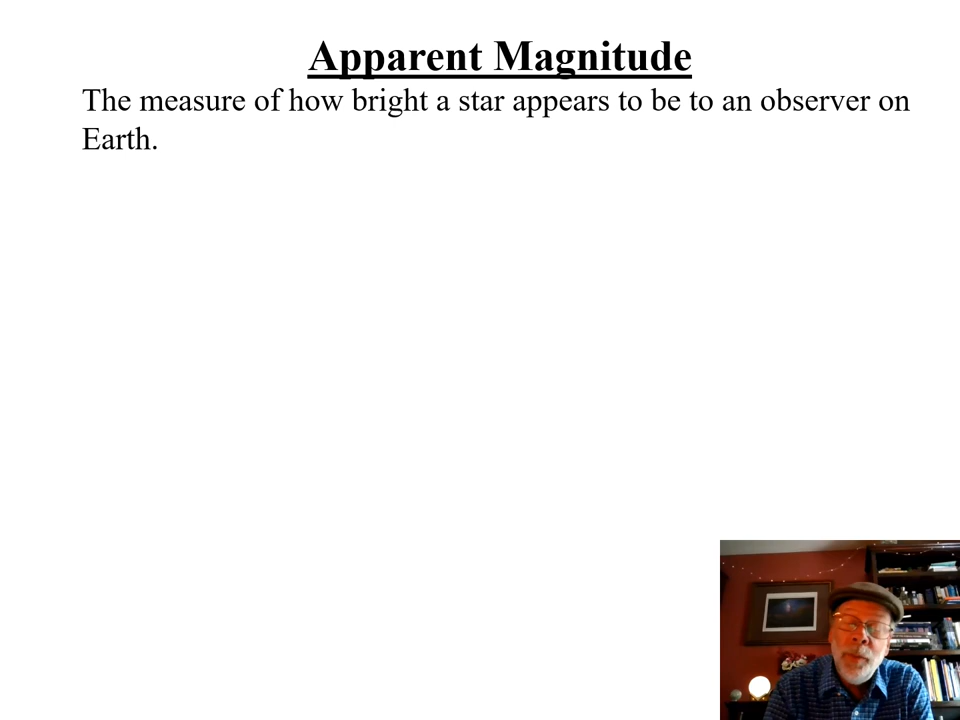 Apparent Magnitude
The measure of how bright a star appears to be to an observer on
Earth.